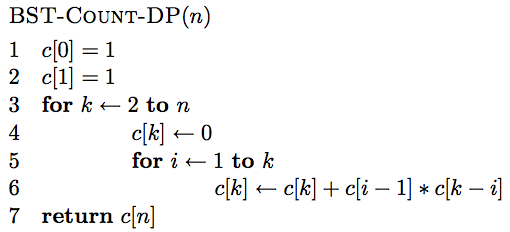 BST-COUNT-DP(n)
1 c[0] = 1
2 c[1] = 1
3 for k ← 2 to n
4 c[k] ← 0
5 for i ← 1 to k
6 c[k] ← c[k] + c[i − 1] ∗ c[k − i]
7 return c[n]